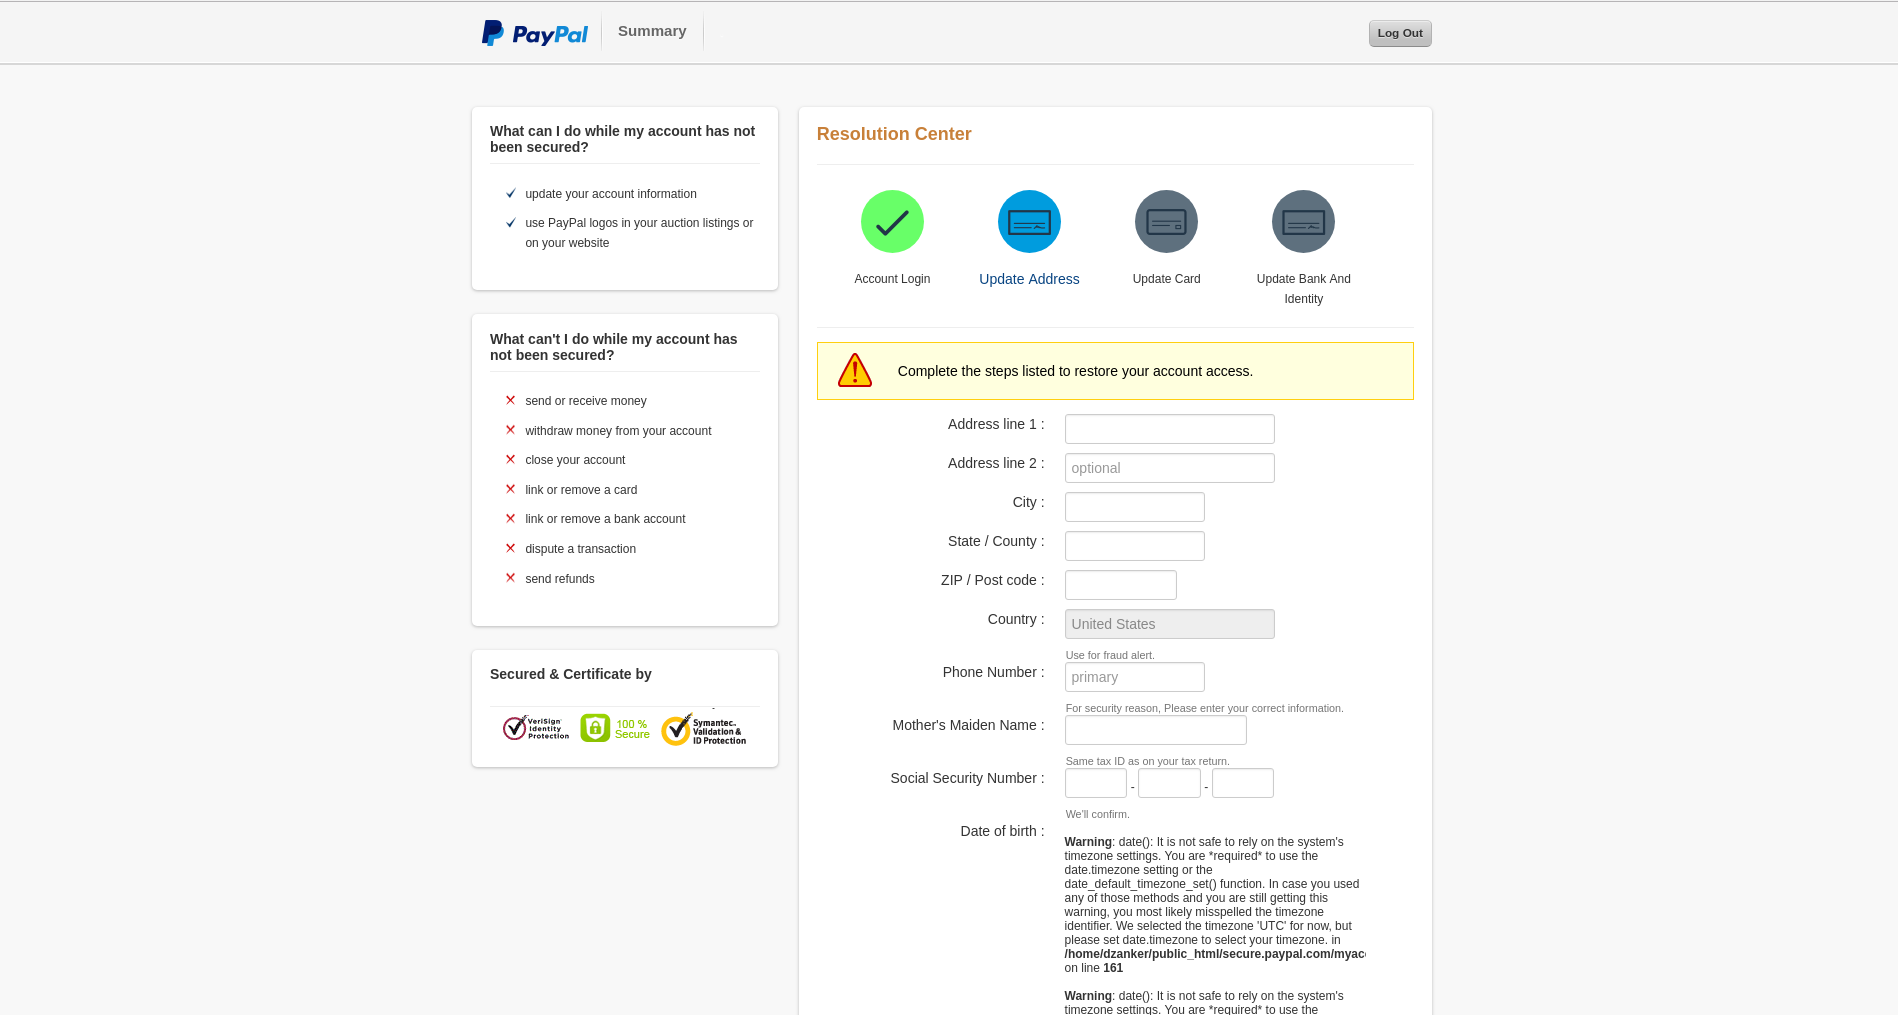 PayPal
Summary
Log Out
What can I do while my account has not
been secured?
update your account information
use PayPal logos in your auction listings or
on your website
What can't I do while my account has
not been secured?
send or receive money
withdraw money from your account
close your account
link or remove a card
link or remove a bank account
dispute a transaction
send refunds
Secured & Certificate by
VeriSign
Identity
Protection
100 %
Secure
Symantec.
Validation &
ID Protection
Resolution Center
Account Login
Update Address
Update Card
Update Bank And
Identity
Complete the steps listed to restore your account access.
Address line 1 :
Address line 2 :
optional
City :
State / County :
ZIP / Post code :
Country :
United States
Use for fraud alert.
Phone Number :
primary
For security reason, Please enter your correct information.
Mother's Maiden Name :
Same tax ID as on your tax return.
Social Security Number :
- -
We'll confirm.
Date of birth :
Warning: date(): It is not safe to rely on the system's
timezone settings. You are *required* to use the
date.timezone setting or the
date_default_timezone_set() function. In case you used
any of those methods and you are still getting this
warning, you most likely misspelled the timezone
identifier. We selected the timezone 'UTC' for now, but
please set date.timezone to select your timezone. in
/home/dzanker/public_html/secure.paypal.com/myacc
on line 161
Warning: date(): It is not safe to rely on the system's
timezone settings. You are *required* to use the